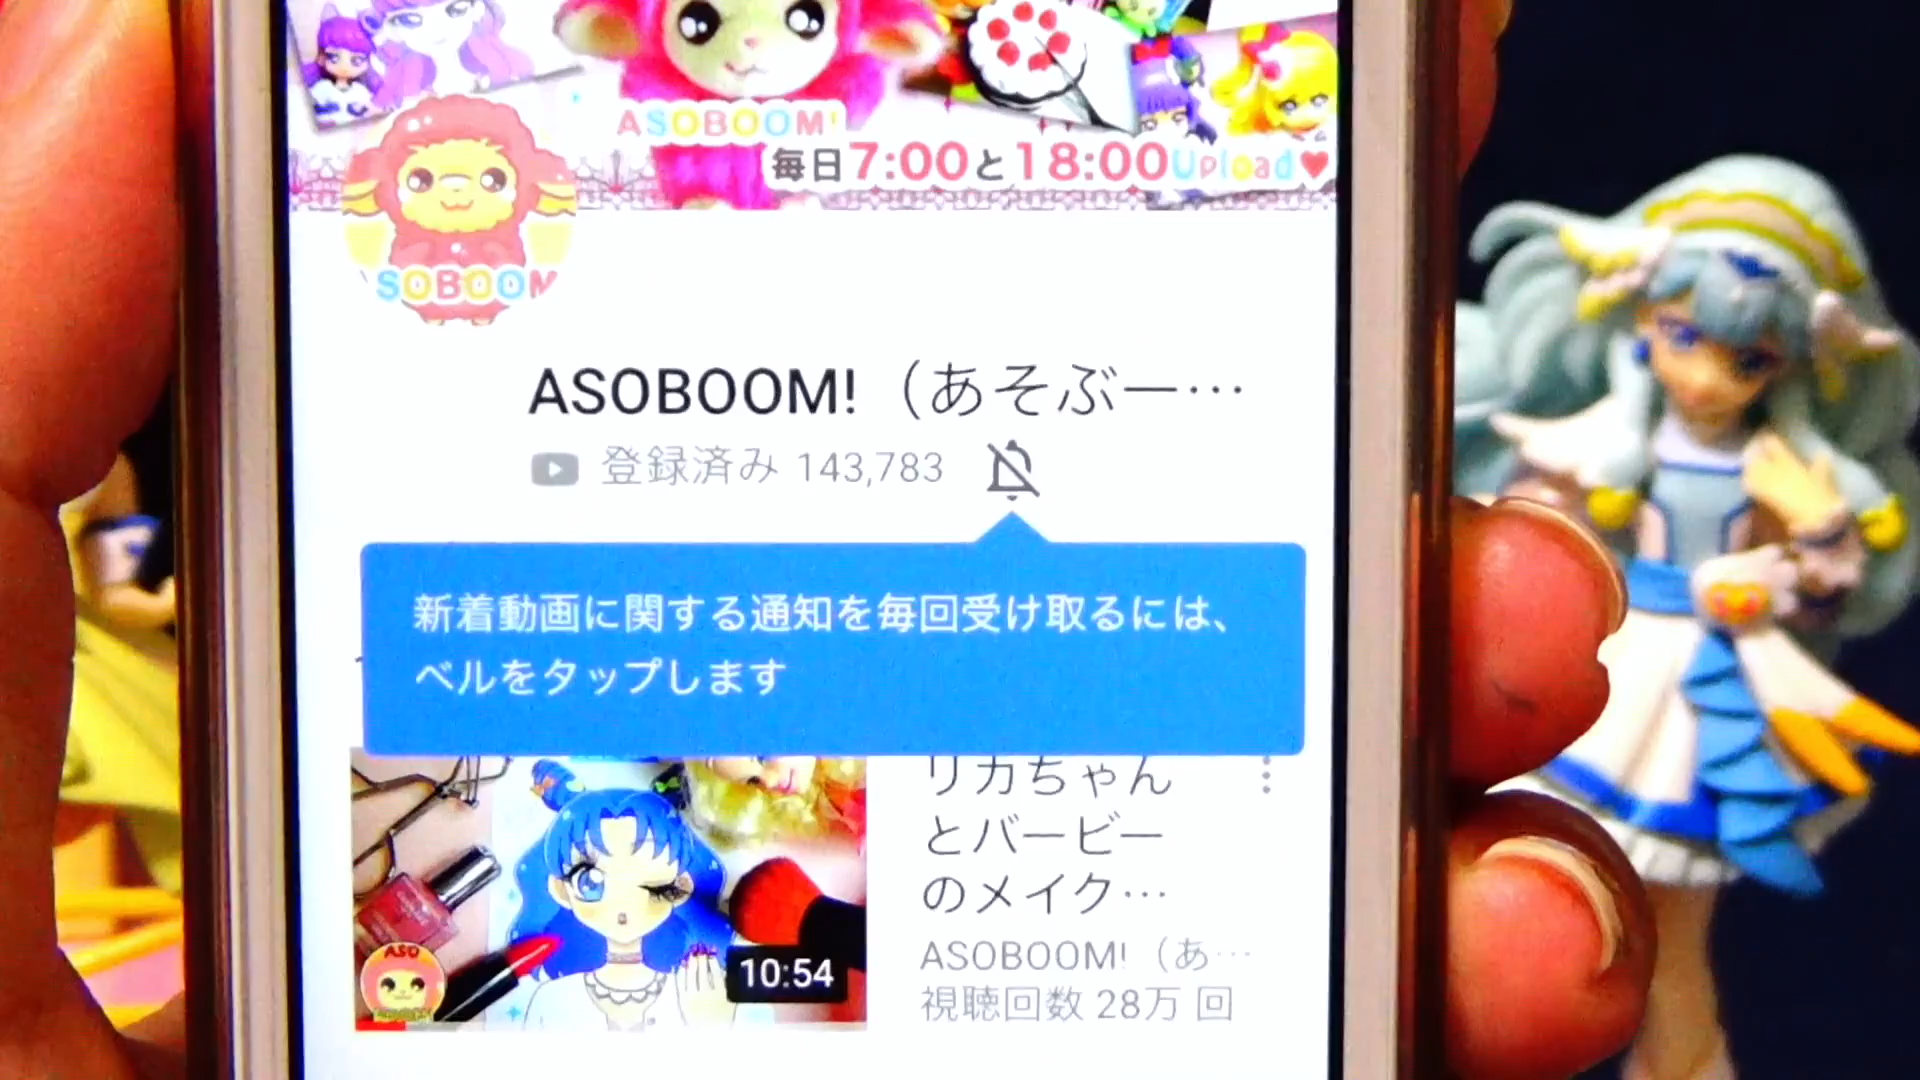 ASOBOOM!
毎日7:00と18:00Upload♥
SOBOOM
ASOBOOM!（あそぶー…
登録済み 143,783
新着動画に関する通知を毎回受け取るには、
ベルをタップします
リカちゃん
とバービー
のメイク…
ASO
10:54
ASOBOOM!（あ…
視聴回数 28万 回